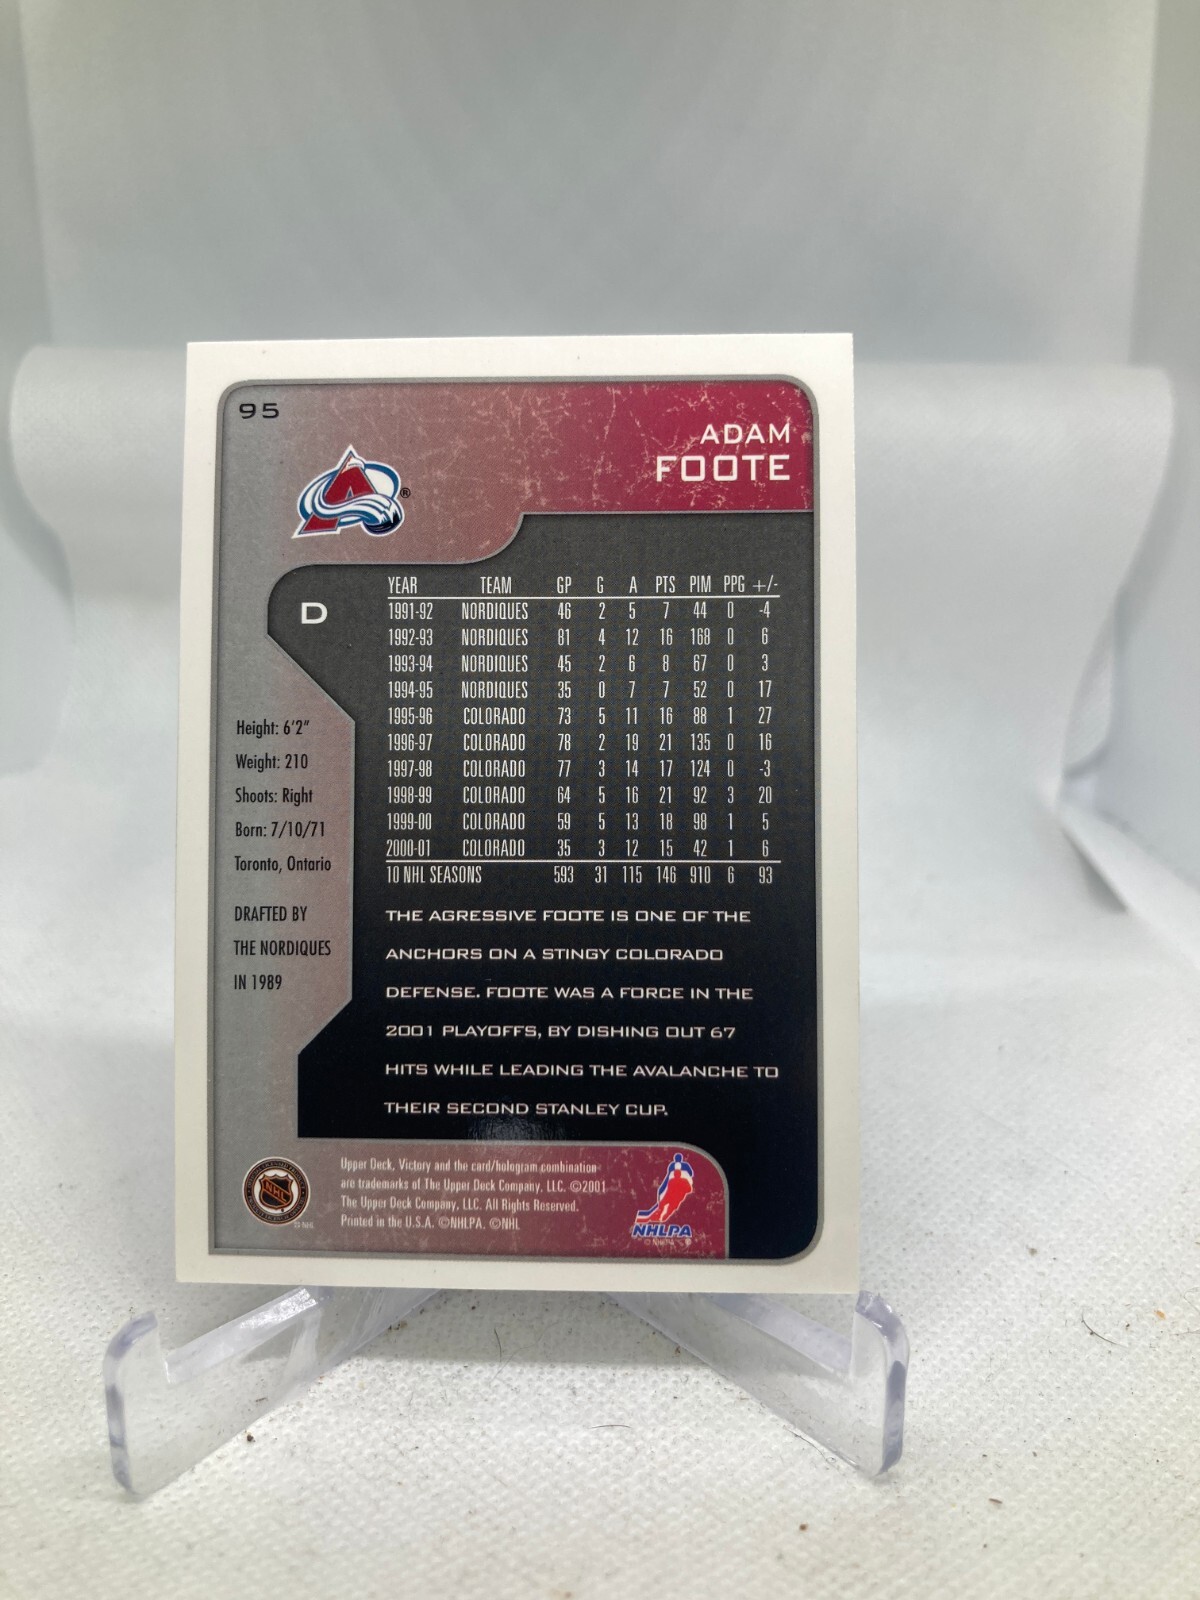 95
ADAM
FOOTE
®
D
YEAR TEAM GP G A PTS PIM PPG +/-
1991-92 NORDIQUES 46 2 5 7 44 0 -4
1992-93 NORDIQUES 81 4 12 16 168 0 6
1993-94 NORDIQUES 45 2 6 8 67 0 3
1994-95 NORDIQUES 35 0 7 7 52 0 17
1995-96 COLORADO 73 5 11 16 88 1 27
1996-97 COLORADO 78 2 19 21 135 0 16
1997-98 COLORADO 77 3 14 17 124 0 -3
1998-99 COLORADO 64 5 16 21 92 3 20
1999-00 COLORADO 59 5 13 18 98 1 5
2000-01 COLORADO 35 3 12 15 42 1 6
10 NHL SEASONS 593 31 115 146 910 6 93
Height: 6'2"
Weight: 210
Shoots: Right
Born: 7/10/71
Toronto, Ontario
DRAFTED BY
THE NORDIQUES
IN 1989
THE AGRESSIVE FOOTE IS ONE OF THE
ANCHORS ON A STINGY COLORADO
DEFENSE. FOOTE WAS A FORCE IN THE
2001 PLAYOFFS, BY DISHING OUT 67
HITS WHILE LEADING THE AVALANCHE TO
THEIR SECOND STANLEY CUP.
NHL
Upper Deck, Victory and the card/hologram combination
are trademarks of The Upper Deck Company, LLC. ©2001
The Upper Deck Company, LLC. All Rights Reserved.
Printed in the U.S.A. ©NHLPA, ©NHL
NHLPA